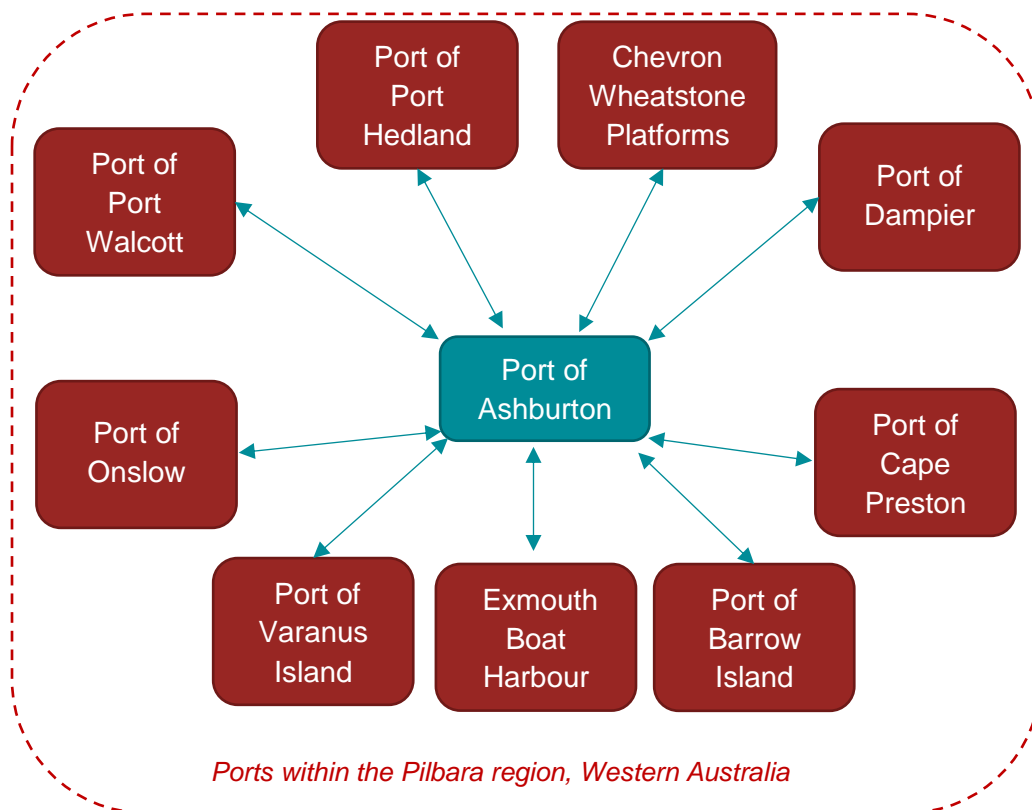 Port of
Port
Hedland
Chevron
Wheatstone
Platforms
Port of
Port
Walcott
Port of
Dampier
Port of
Ashburton
Port of
Onslow
Port of
Cape
Preston
Port of
Varanus
Island
Exmouth
Boat
Harbour
Port of
Barrow
Island
Ports within the Pilbara region, Western Australia